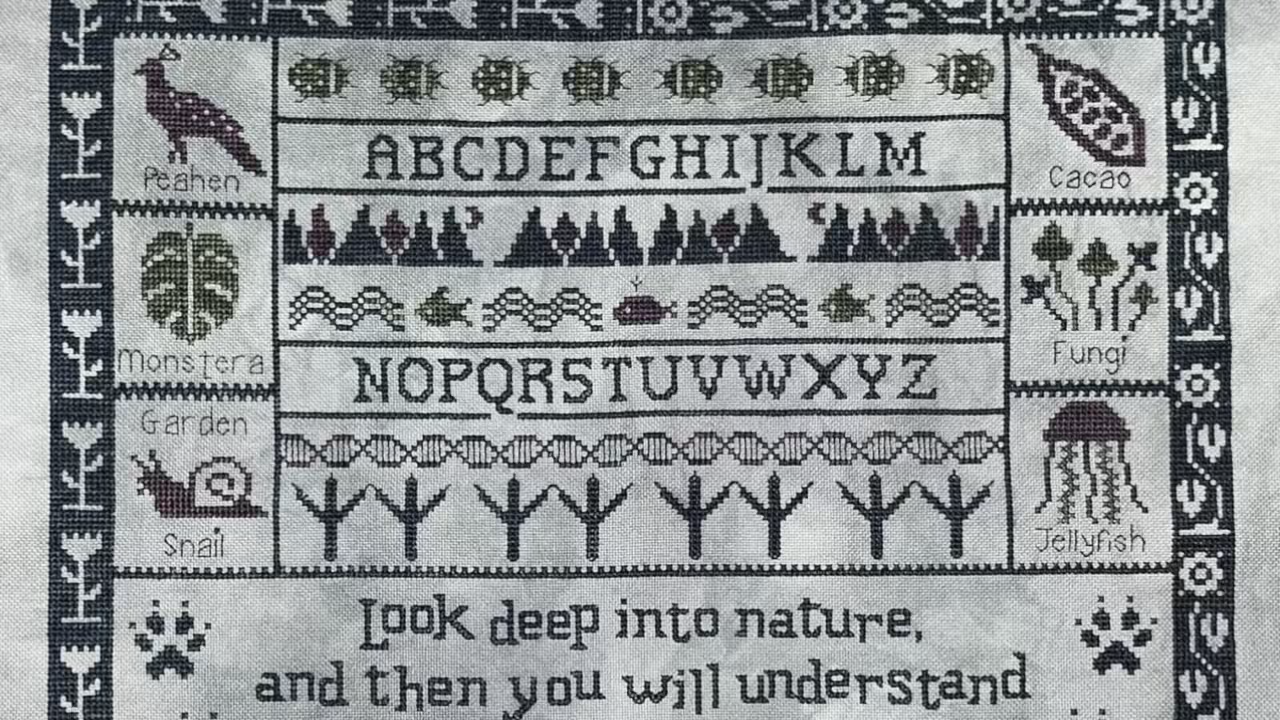 Peahen
ABCDEFGHIJKLM
Cacao
Monstera
Fungi
NOPQRSTUVWXYZ
Garden
Snail
Jellyfish
Look deep into nature,
and then you will understand